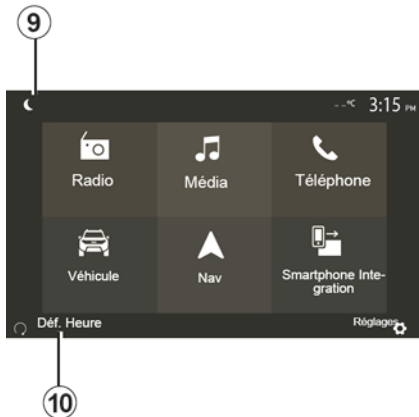 9
--°C 3:15 PM
Radio
Média
Téléphone
Véhicule
Nav
Smartphone Inte-
gration
Déf. Heure
Réglages
10